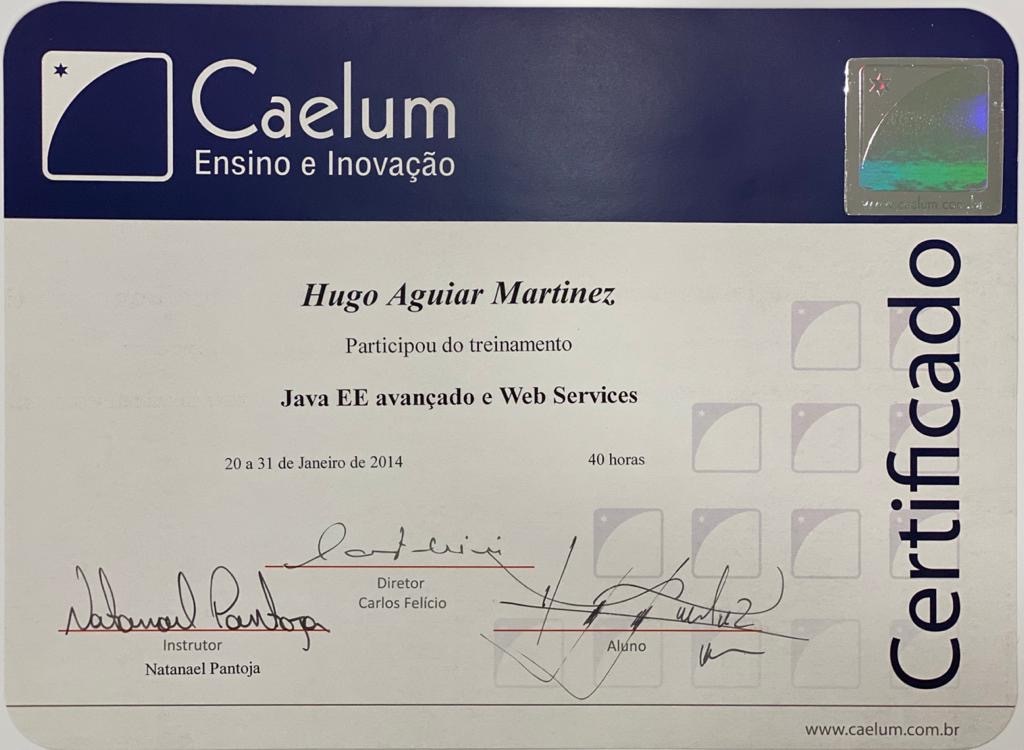 Caelum
Ensino e Inovação
www.caelum.com.br
Certificado
Hugo Aguiar Martinez
Participou do treinamento
Java EE avançado e Web Services
20 a 31 de Janeiro de 2014
40 horas
Diretor
Carlos Felício
Natanael Pantoja
Instrutor
Natanael Pantoja
Aluno
www.caelum.com.br